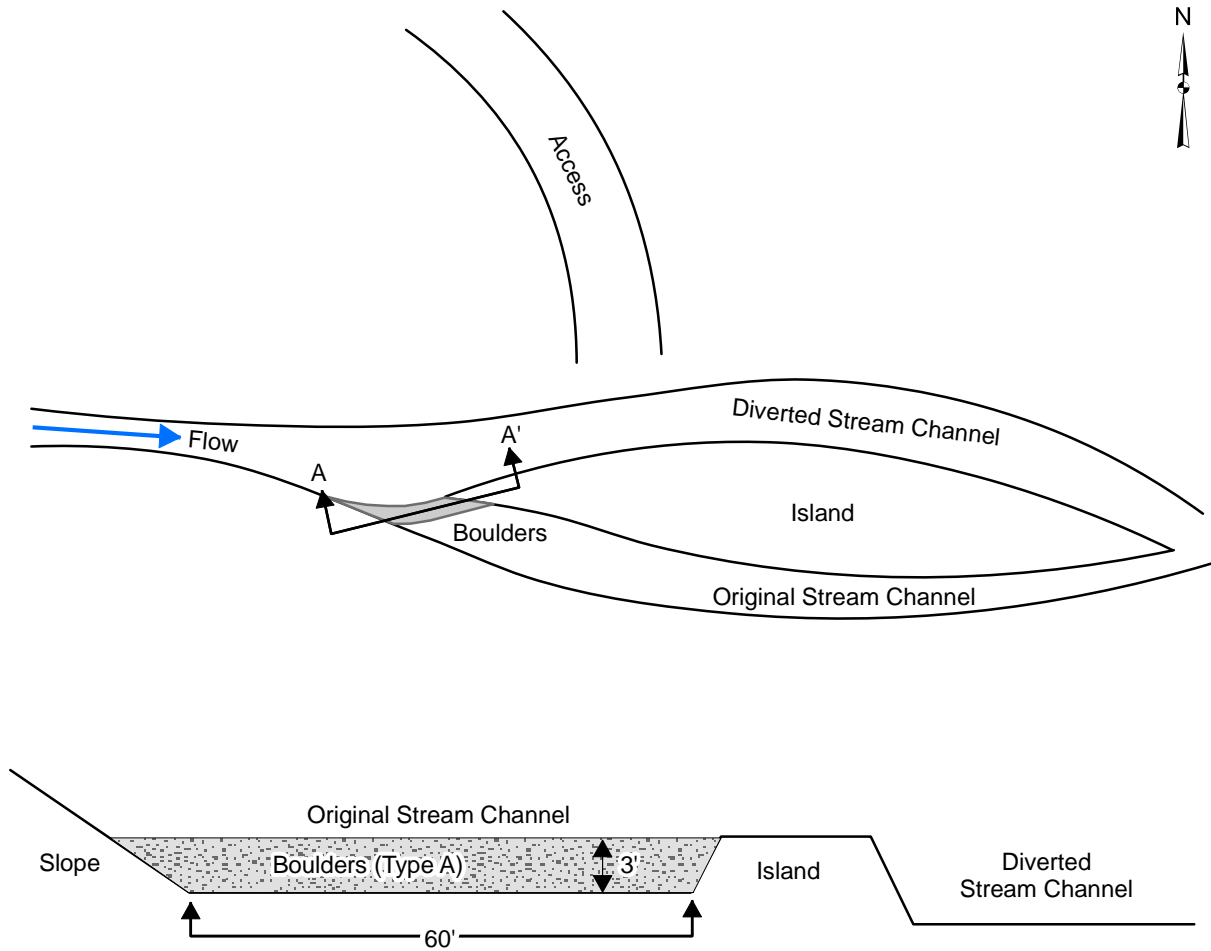 N
Access
Diverted Stream Channel
Flow
A'
A
Island
Boulders
Original Stream Channel
Original Stream Channel
Slope
Boulders (Type A)
3'
Island
Diverted
Stream Channel
60'